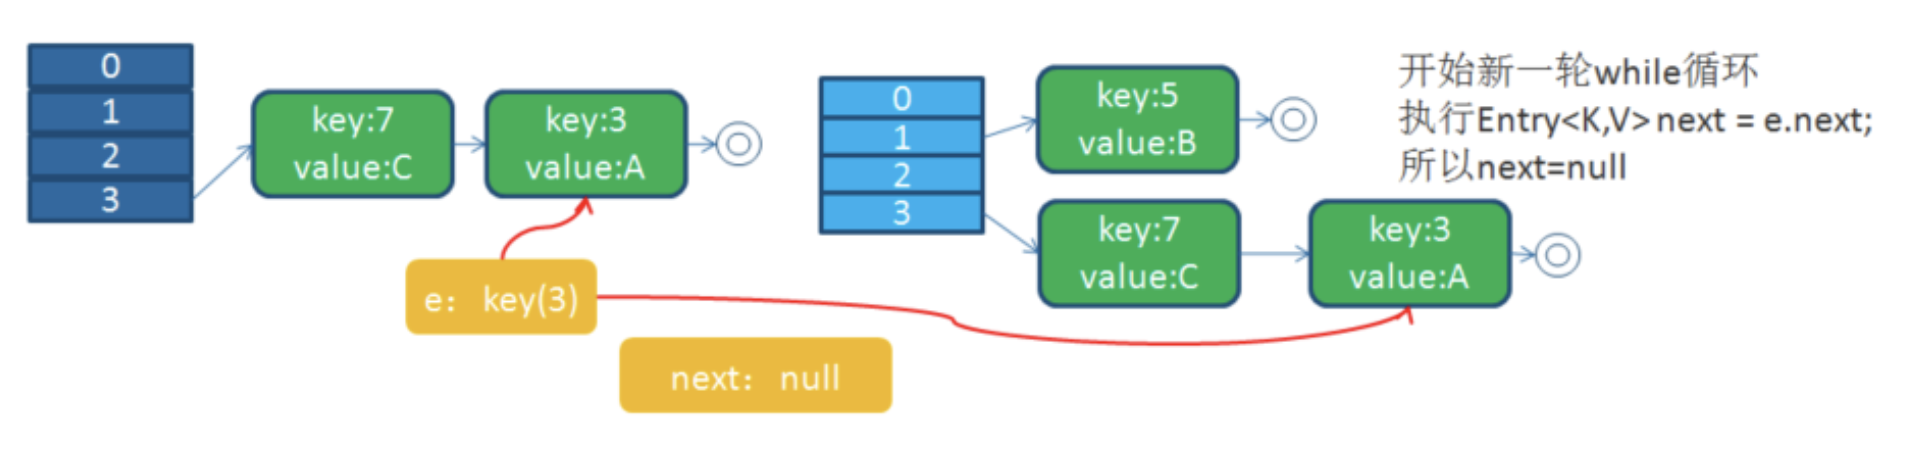 0
1
2
3
key:7
value:C
key:3
value:A
0
1
2
3
key:5
value:B
key:7
value:C
key:3
value:A
开始新一轮while循环
执行Entry<K,V> next = e.next;
所以next=null
e： key(3)
next： null